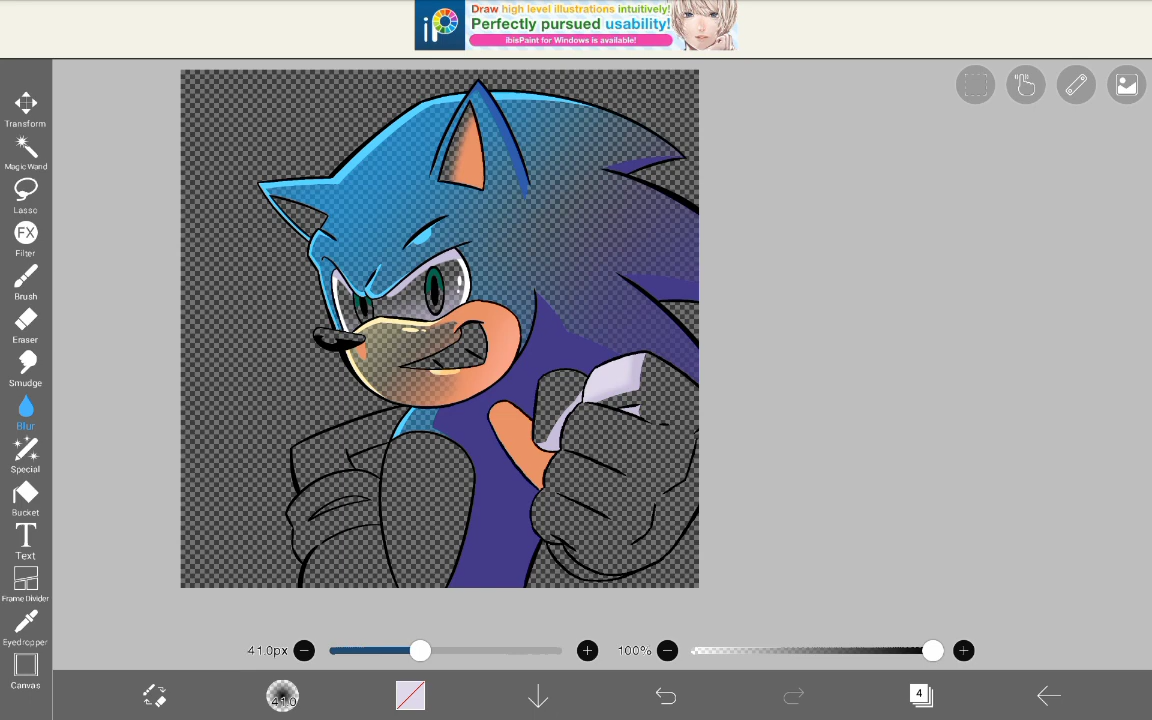 Draw high level illustrations intuitively!
Perfectly pursued usability!
ibisPaint for Windows is available!
iP
Transform
Magic Wand
Lasso
FX
Filter
Brush
Eraser
Smudge
Blur
Special
Bucket
T
Text
Frame Divider
Eyedropper
Canvas
41.0px
100%
41.0
4